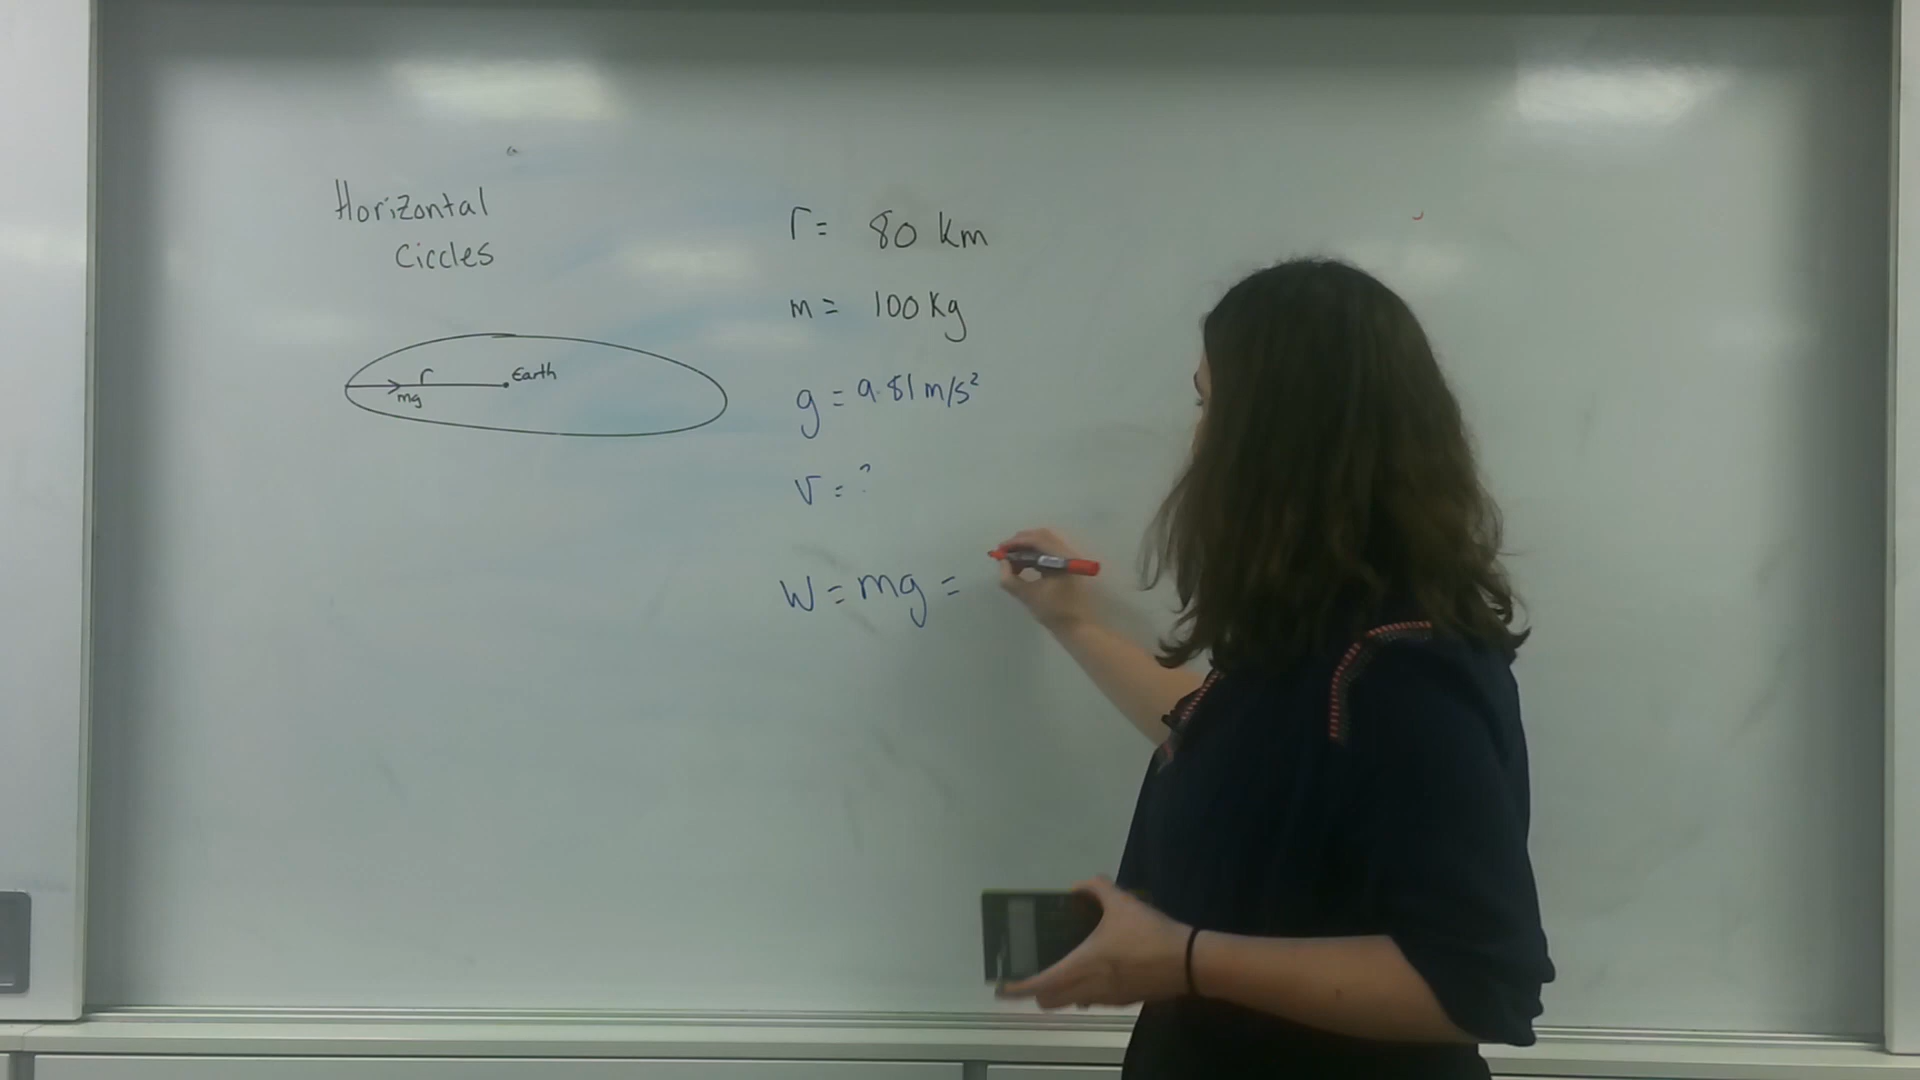 Horizontal
Circles
r
Earth
mg
r = 80 km
m = 100 kg
g = 9.81 m/s²
v = ?
W = mg =